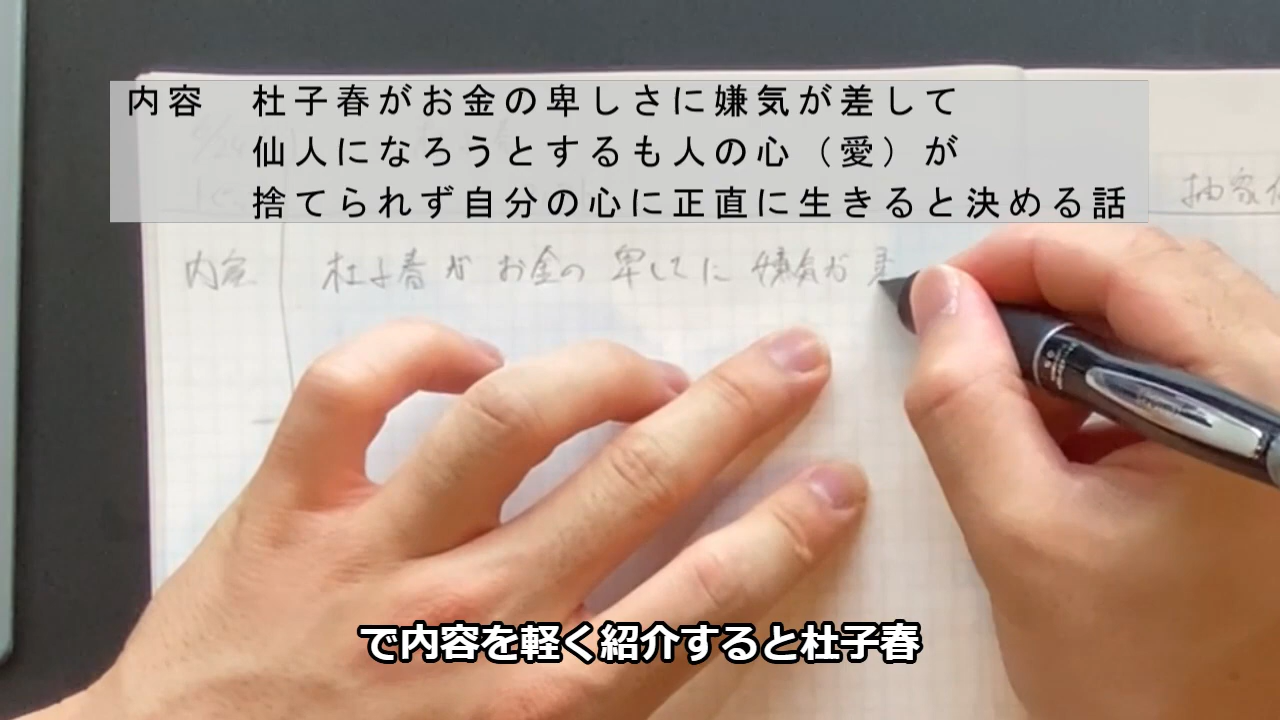 内容 杜子春がお金の卑しさに嫌気が差して
仙人になろうとするも人の心（愛）が
捨てられず自分の心に正直に生きると決める話
内容 杜子春が お金の 卑しさに 嫌気が 差
で内容を軽く紹介すると杜子春